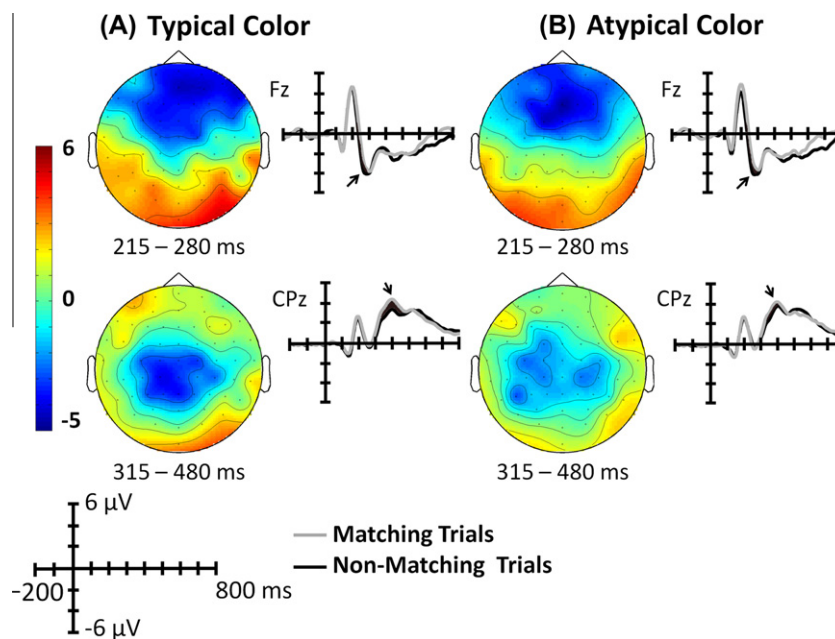 (A) Typical Color
(B) Atypical Color
Fz
Fz
6
0
-5
215 – 280 ms
215 – 280 ms
CPz
CPz
315 – 480 ms
315 – 480 ms
6 µV
−200
800 ms
-6 µV
Matching Trials
Non-Matching Trials